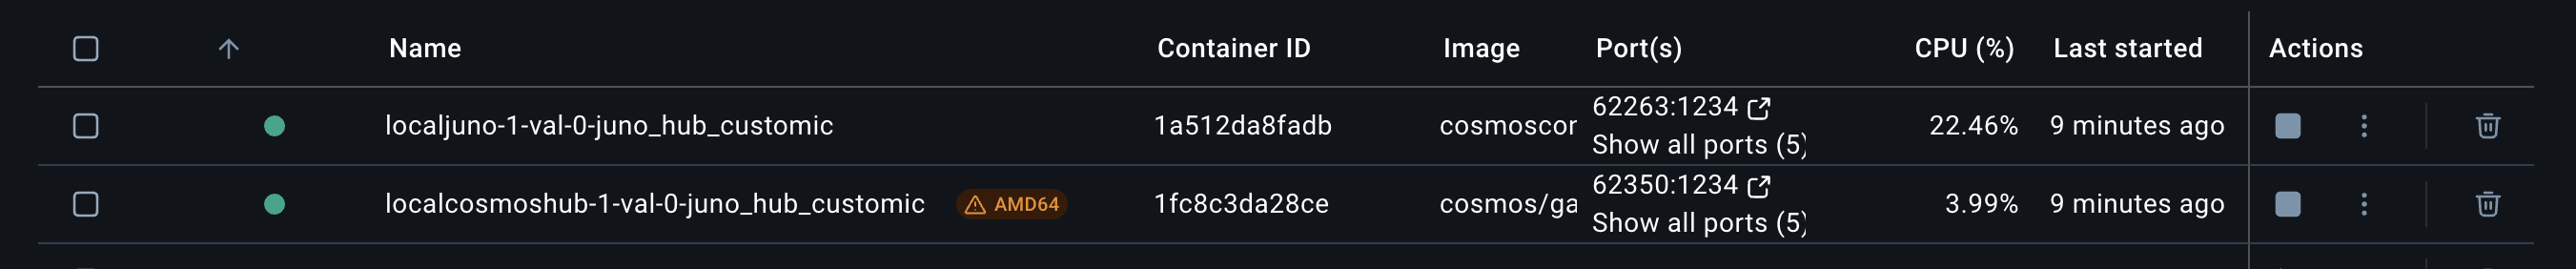 Name Container ID Image Port(s) CPU (%) Last started Actions
localjuno-1-val-0-juno_hub_customic 1a512da8fadb cosmoscor 62263:1234 22.46% 9 minutes ago
Show all ports (5)
localcosmoshub-1-val-0-juno_hub_customic AMD64 1fc8c3da28ce cosmos/ga 62350:1234 3.99% 9 minutes ago
Show all ports (5)